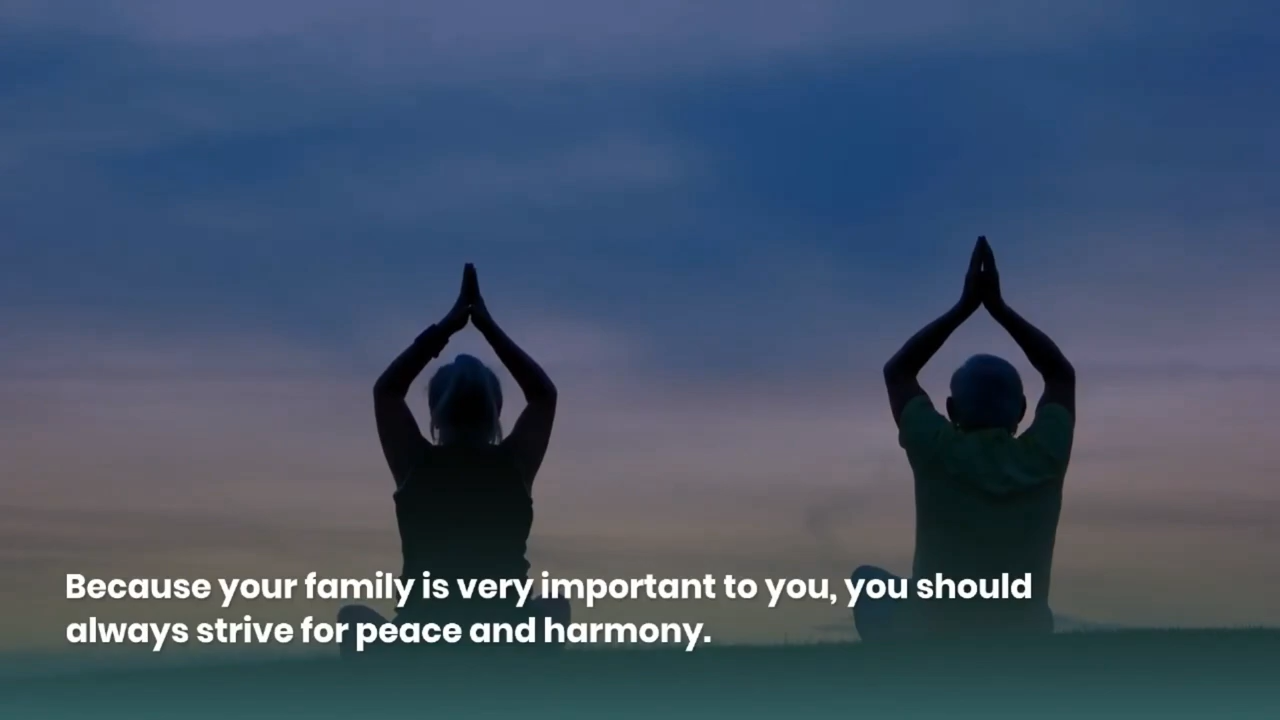 Because your family is very important to you, you should
always strive for peace and harmony.